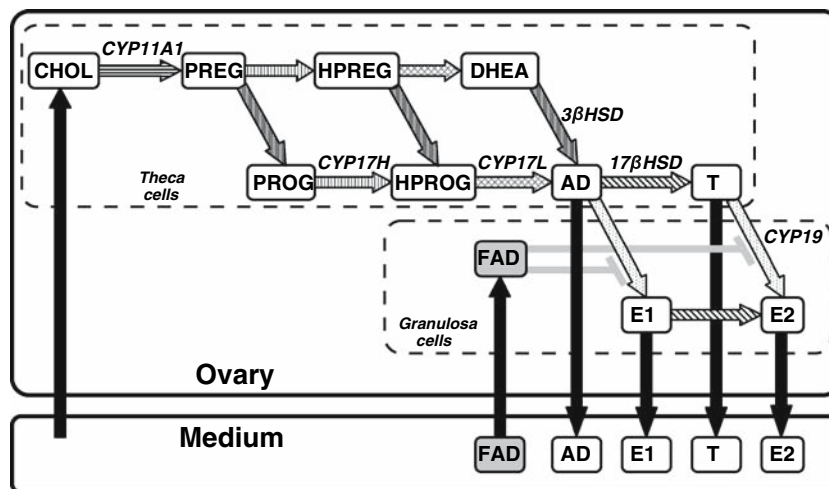 CYP11A1
CHOL PREG HPREG DHEA
3βHSD
Theca cells
CYP17H CYP17L 17βHSD
PROG HPROG AD T
CYP19
FAD
Granulosa cells
E1 E2
Ovary
Medium
FAD AD E1 T E2